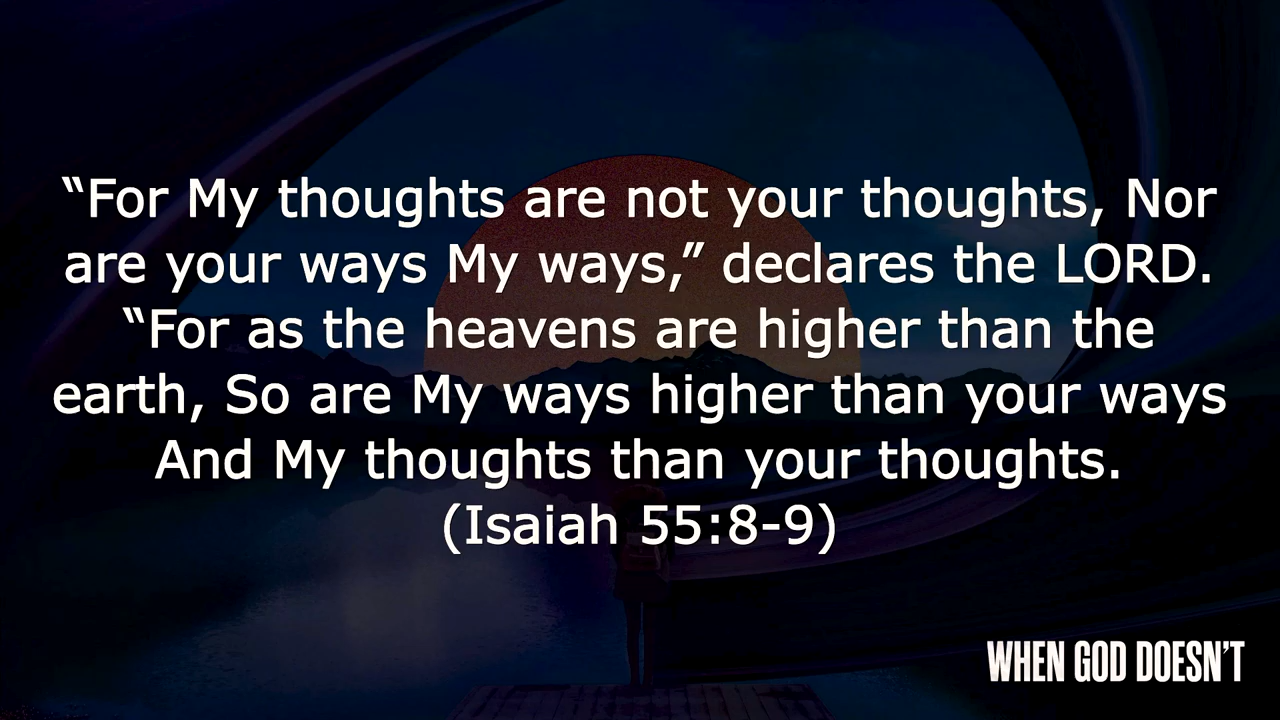 “For My thoughts are not your thoughts, Nor
are your ways My ways,” declares the LORD.
“For as the heavens are higher than the
earth, So are My ways higher than your ways
And My thoughts than your thoughts.
(Isaiah 55:8-9)
WHEN GOD DOESN’T